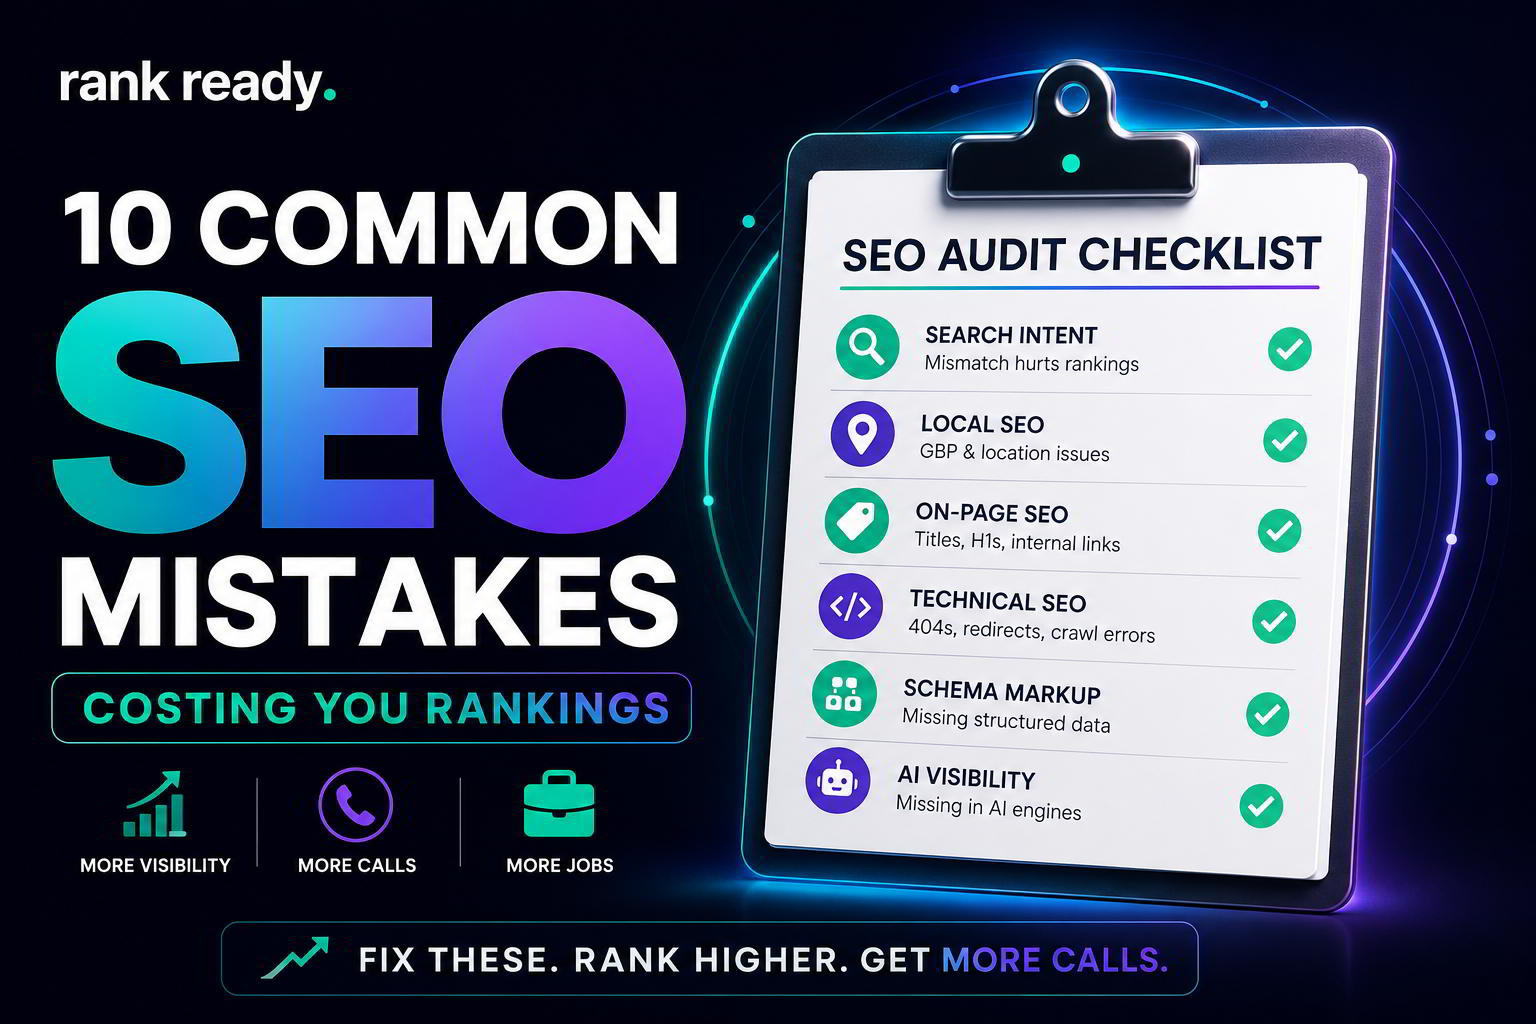 rank ready.
10 COMMON
SEO
MISTAKES
COSTING YOU RANKINGS
MORE VISIBILITY
MORE CALLS
MORE JOBS
SEO AUDIT CHECKLIST
SEARCH INTENT
Mismatch hurts rankings
LOCAL SEO
GBP & location issues
ON-PAGE SEO
Titles, H1s, internal links
TECHNICAL SEO
404s, redirects, crawl errors
SCHEMA MARKUP
Missing structured data
AI VISIBILITY
Missing in AI engines
FIX THESE. RANK HIGHER. GET MORE CALLS.